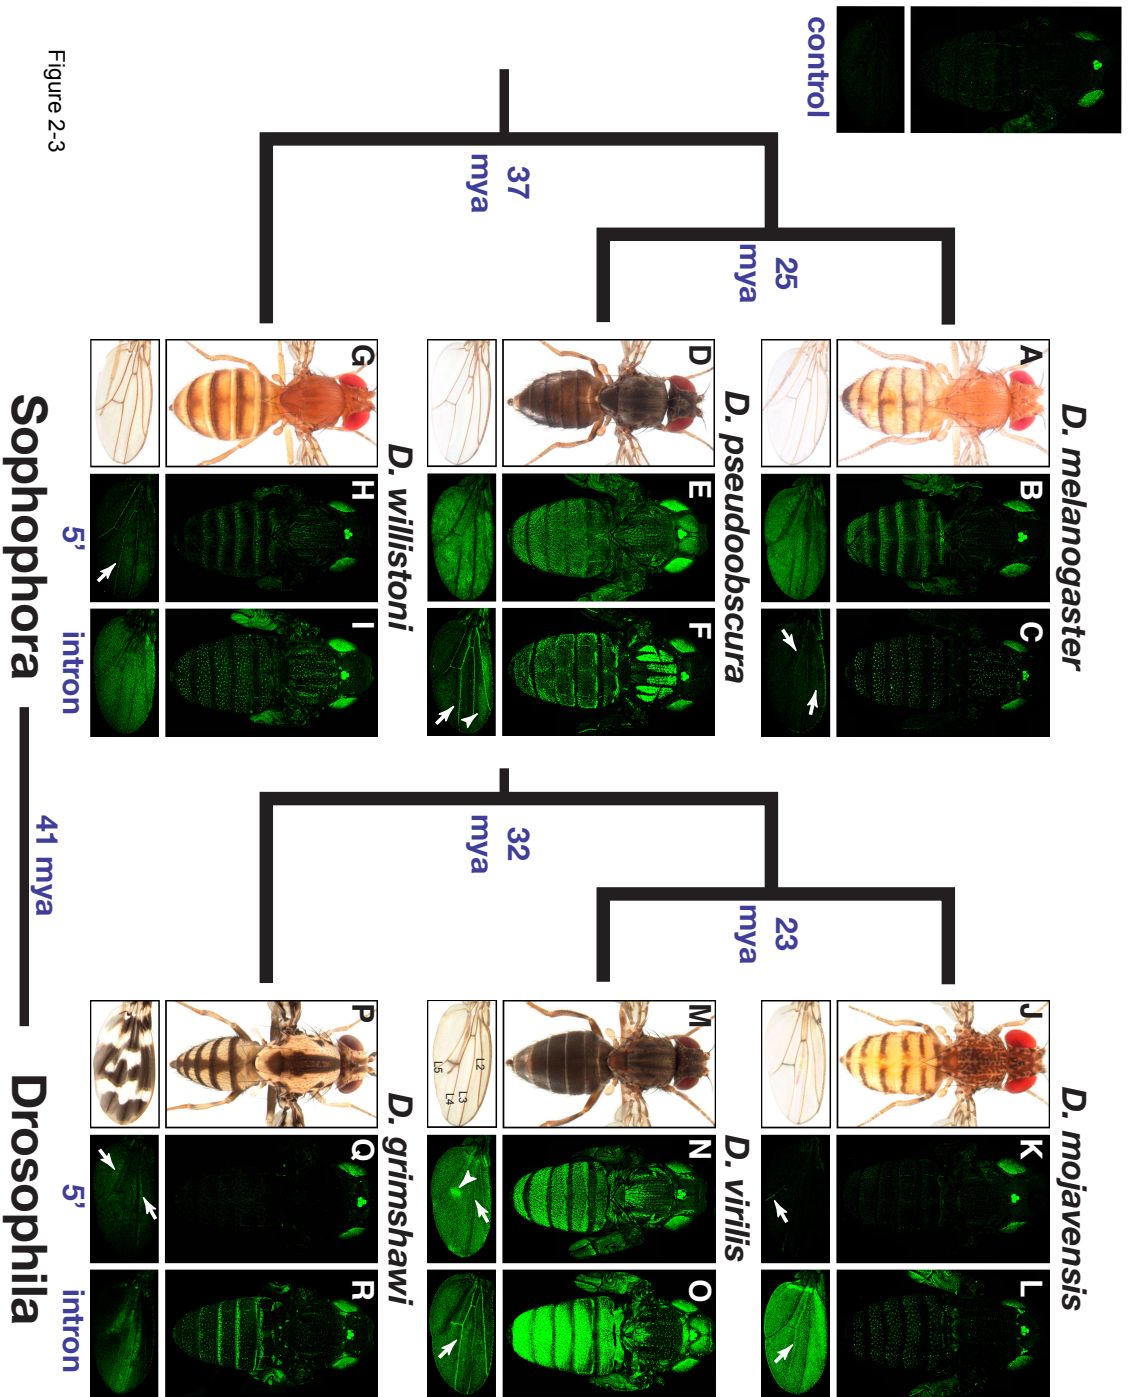 control
37
mya
25
mya
D. melanogaster
A
B
C
D. pseudoobscura
D
E
F
D. willistoni
G
H
I
5’
intron
Sophophora
41 mya
32
mya
23
mya
D. mojavensis
J
K
L
D. virilis
M
L2
L3
L4
L5
N
O
D. grimshawi
P
Q
R
5’
intron
Drosophila
Figure 2-3